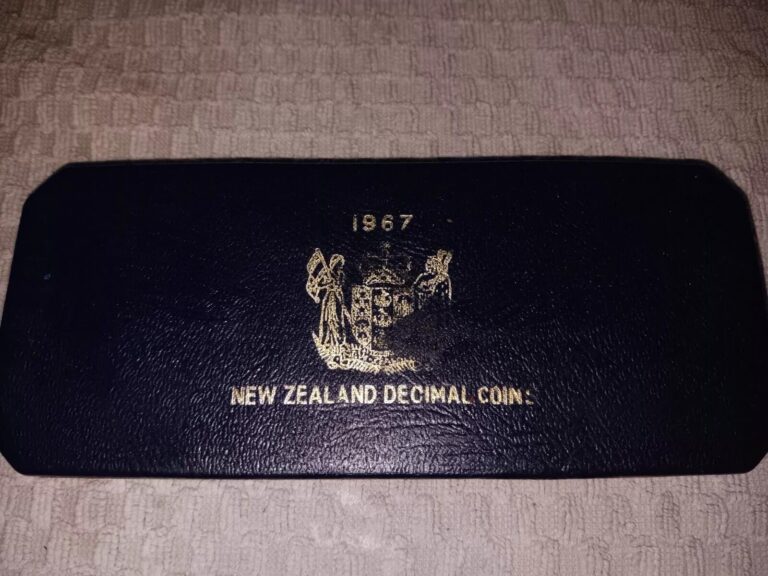 1967
NEW ZEALAND DECIMAL COINS